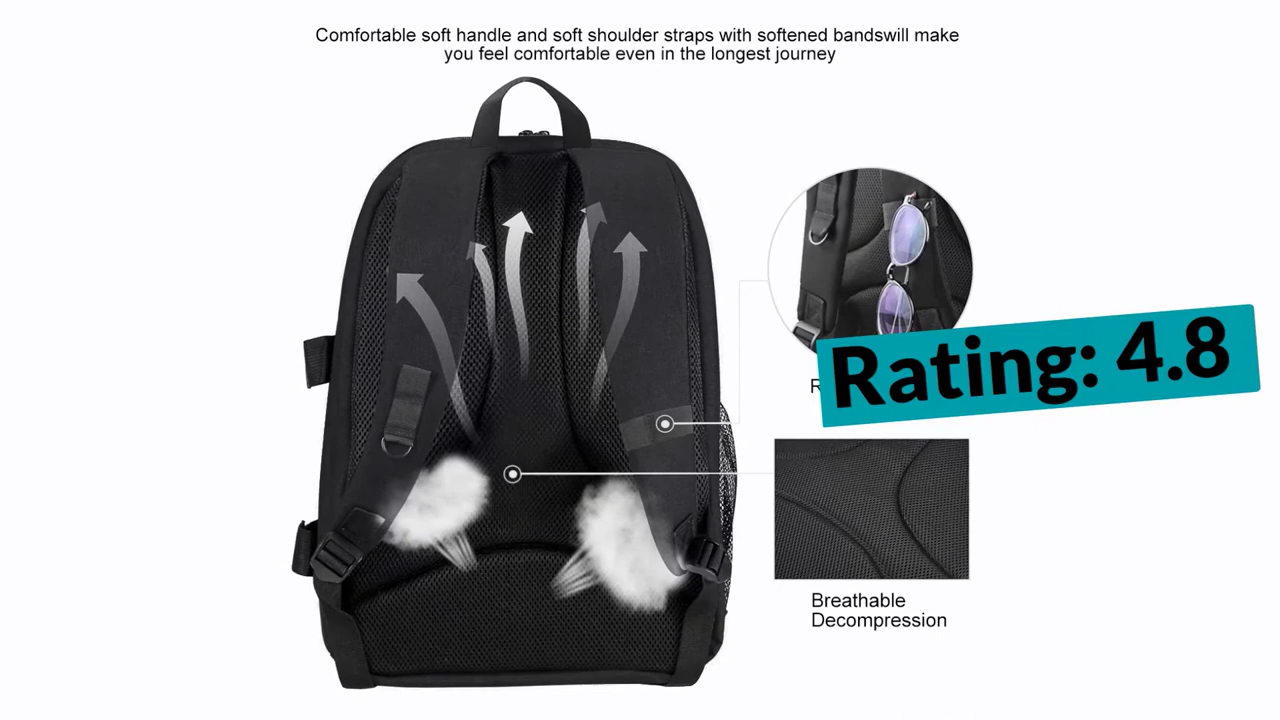 Comfortable soft handle and soft shoulder straps with softened bandswill make
you feel comfortable even in the longest journey
Rating: 4.8
Breathable
Decompression